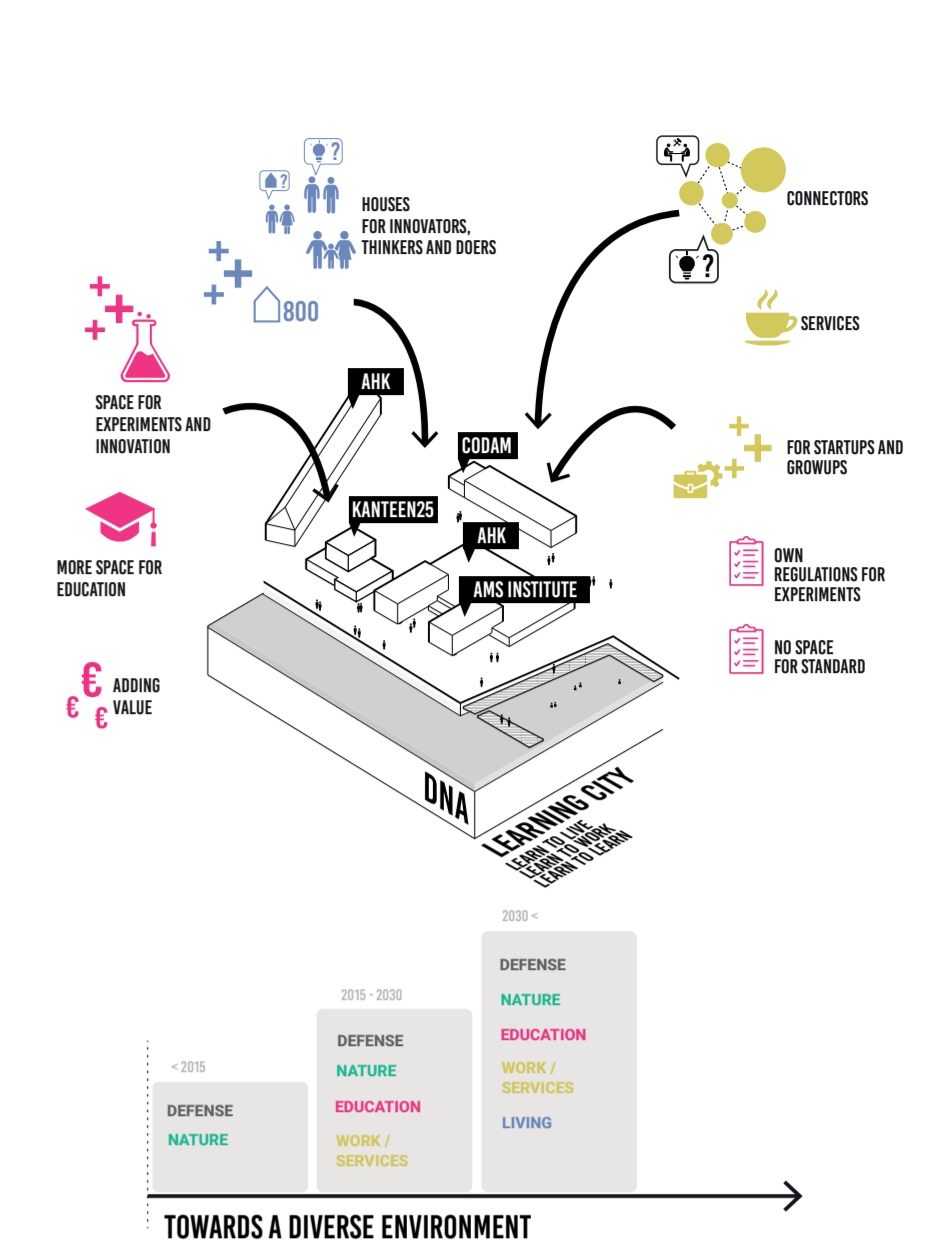 ?
?
HOUSES
FOR INNOVATORS,
THINKERS AND DOERS
800
CONNECTORS
?
SERVICES
SPACE FOR
EXPERIMENTS AND
INNOVATION
AHK
CODAM
KANTEEN25
AHK
AMS INSTITUTE
FOR STARTUPS AND
GROWUPS
MORE SPACE FOR
EDUCATION
OWN
REGULATIONS FOR
EXPERIMENTS
NO SPACE
FOR STANDARD
€
€
€
ADDING
VALUE
DNA
LEARNING CITY
LEARN TO LIVE
LEARN TO WORK
LEARN TO LEARN
< 2015
DEFENSE
NATURE
2015 - 2030
DEFENSE
NATURE
EDUCATION
WORK /
SERVICES
2030 <
DEFENSE
NATURE
EDUCATION
WORK /
SERVICES
LIVING
TOWARDS A DIVERSE ENVIRONMENT